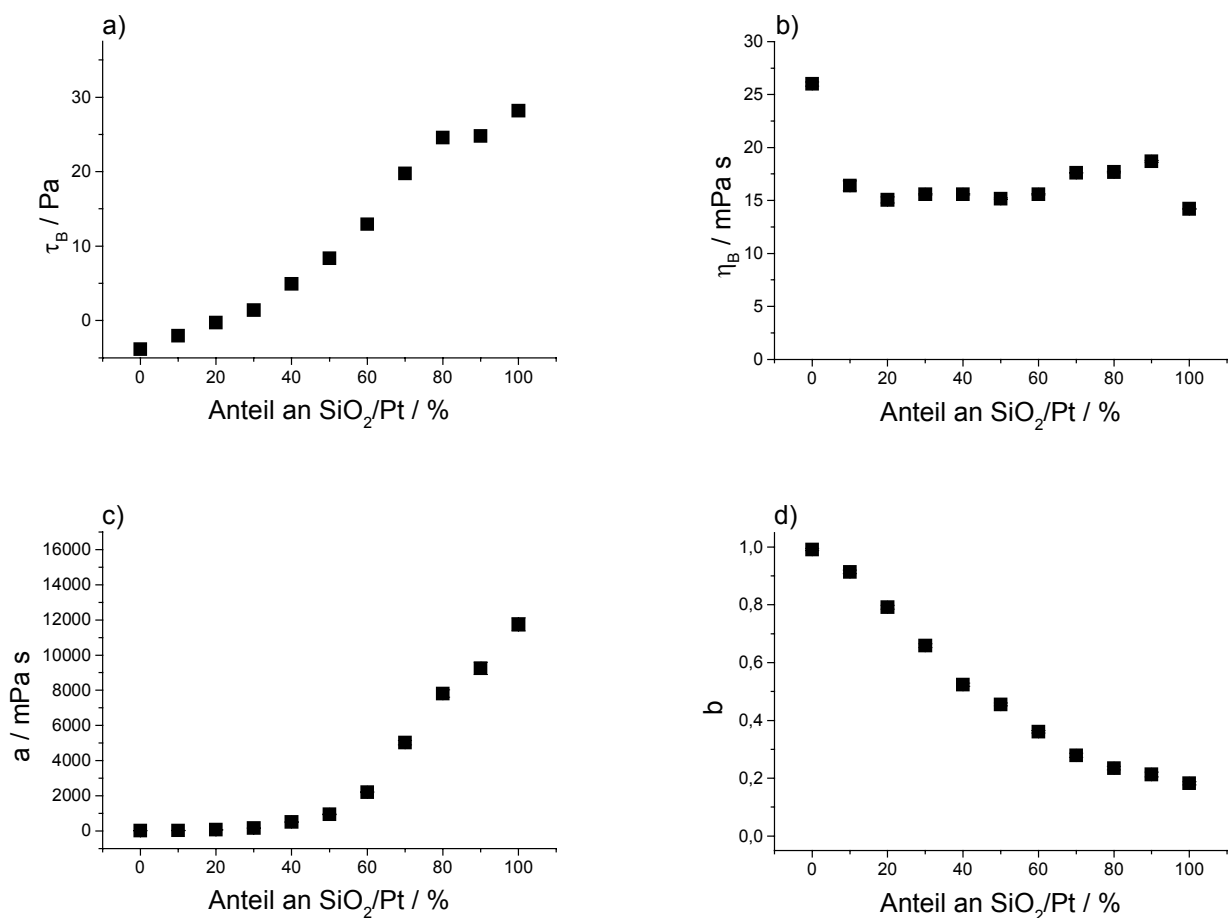 a)
30
20
10
0
τB / Pa
0 20 40 60 80 100
Anteil an SiO2/Pt / %
b)
30
25
20
15
10
5
0
ηB / mPa s
0 20 40 60 80 100
Anteil an SiO2/Pt / %
c)
16000
14000
12000
10000
8000
6000
4000
2000
0
a / mPa s
0 20 40 60 80 100
Anteil an SiO2/Pt / %
d)
1,0
0,8
0,6
0,4
0,2
0,0
b
0 20 40 60 80 100
Anteil an SiO2/Pt / %